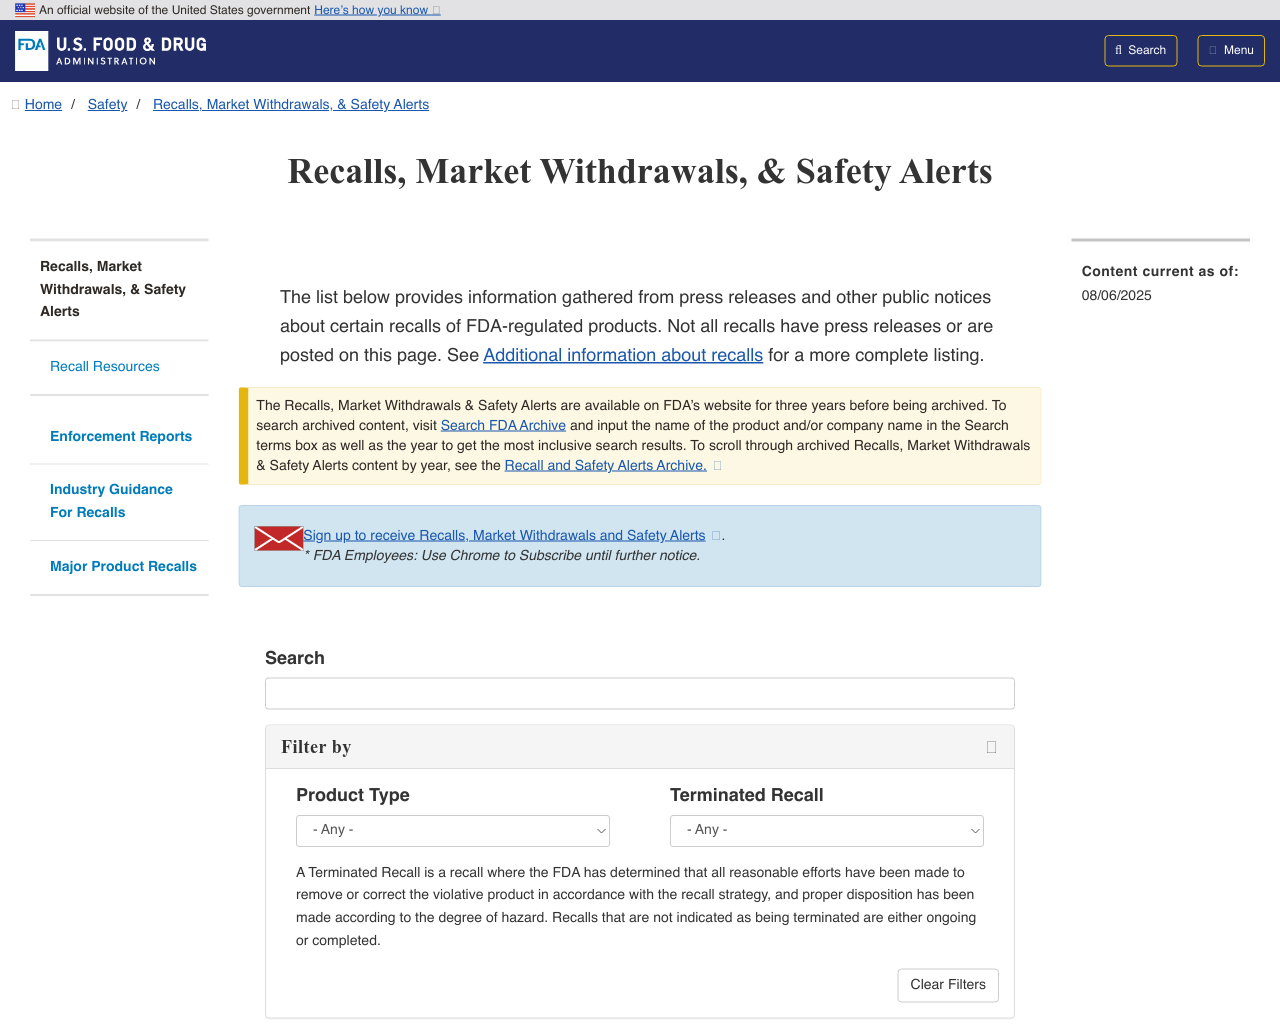 An official website of the United States government Here's how you know
FDA U.S. FOOD & DRUG
ADMINISTRATION
Search
Menu
Home / Safety / Recalls, Market Withdrawals, & Safety Alerts
Recalls, Market Withdrawals, & Safety Alerts
Recalls, Market
Withdrawals, & Safety
Alerts
Recall Resources
Enforcement Reports
Industry Guidance
For Recalls
Major Product Recalls
The list below provides information gathered from press releases and other public notices
about certain recalls of FDA-regulated products. Not all recalls have press releases or are
posted on this page. See Additional information about recalls for a more complete listing.
The Recalls, Market Withdrawals & Safety Alerts are available on FDA's website for three years before being archived. To
search archived content, visit Search FDA Archive and input the name of the product and/or company name in the Search
terms box as well as the year to get the most inclusive search results. To scroll through archived Recalls, Market Withdrawals
& Safety Alerts content by year, see the Recall and Safety Alerts Archive.
Sign up to receive Recalls, Market Withdrawals and Safety Alerts .
* FDA Employees: Use Chrome to Subscribe until further notice.
Content current as of:
08/06/2025
Search
Filter by
Product Type
- Any -
Terminated Recall
- Any -
A Terminated Recall is a recall where the FDA has determined that all reasonable efforts have been made to
remove or correct the violative product in accordance with the recall strategy, and proper disposition has been
made according to the degree of hazard. Recalls that are not indicated as being terminated are either ongoing
or completed.
Clear Filters